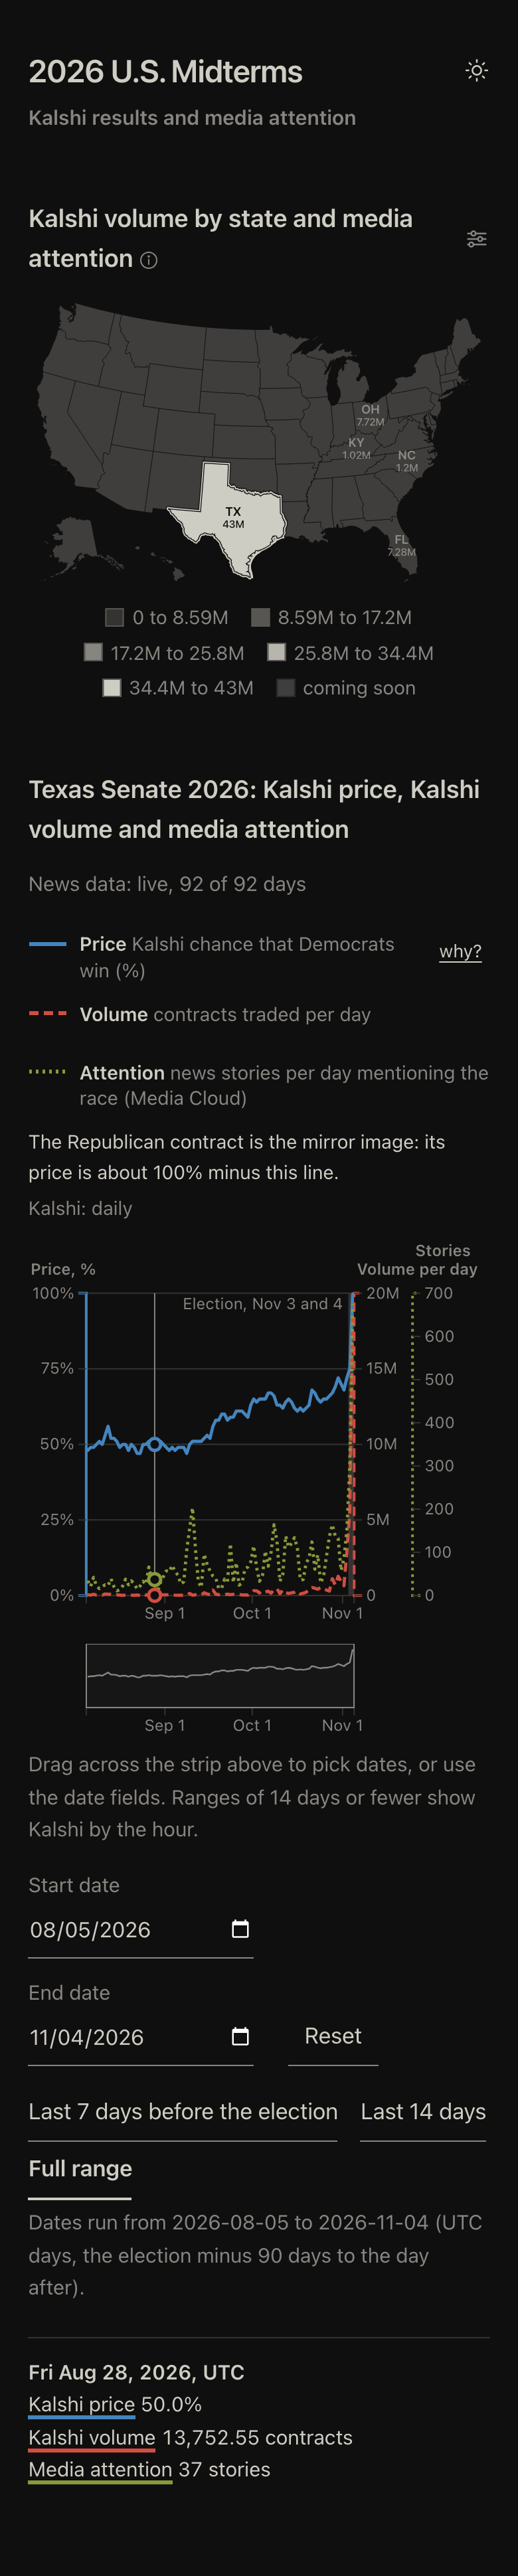 2026 U.S. Midterms
Kalshi results and media attention
Kalshi volume by state and media
attention
OH
7.72M
KY
1.02M
NC
1.2M
TX
43M
FL
7.28M
0 to 8.59M
8.59M to 17.2M
17.2M to 25.8M
25.8M to 34.4M
34.4M to 43M
coming soon
Texas Senate 2026: Kalshi price, Kalshi
volume and media attention
News data: live, 92 of 92 days
Price Kalshi chance that Democrats
win (%)
why?
Volume contracts traded per day
Attention news stories per day mentioning the
race (Media Cloud)
The Republican contract is the mirror image: its
price is about 100% minus this line.
Kalshi: daily
Stories
Price, %
Volume per day
Election, Nov 3 and 4
100%
75%
50%
25%
0%
20M
15M
10M
5M
0
700
600
500
400
300
200
100
0
Sep 1
Oct 1
Nov 1
Sep 1
Oct 1
Nov 1
Drag across the strip above to pick dates, or use
the date fields. Ranges of 14 days or fewer show
Kalshi by the hour.
Start date
08/05/2026
End date
11/04/2026
Reset
Last 7 days before the election
Last 14 days
Full range
Dates run from 2026-08-05 to 2026-11-04 (UTC
days, the election minus 90 days to the day
after).
Fri Aug 28, 2026, UTC
Kalshi price 50.0%
Kalshi volume 13,752.55 contracts
Media attention 37 stories